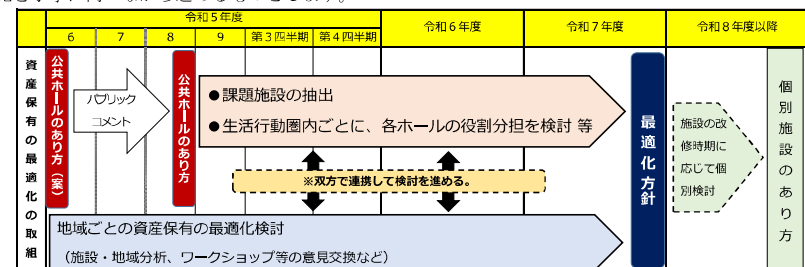 令和５年度
令和６年度
令和７年度
令和８年度以降
６
７
８
９
第３四半期
第４四半期
資産保有の最適化の取組
公共ホールのあり方（案）
パブリック
コメント
公共ホールのあり方
●課題施設の抽出
●生活行動圏内ごとに、各ホールの役割分担を検討 等
※双方で連携して検討を進める。
地域ごとの資産保有の最適化検討
（施設・地域分析、ワークショップ等の意見交換など）
最適化方針
施設の改
修時期に
応じて個
別検討
個別施設のあり方